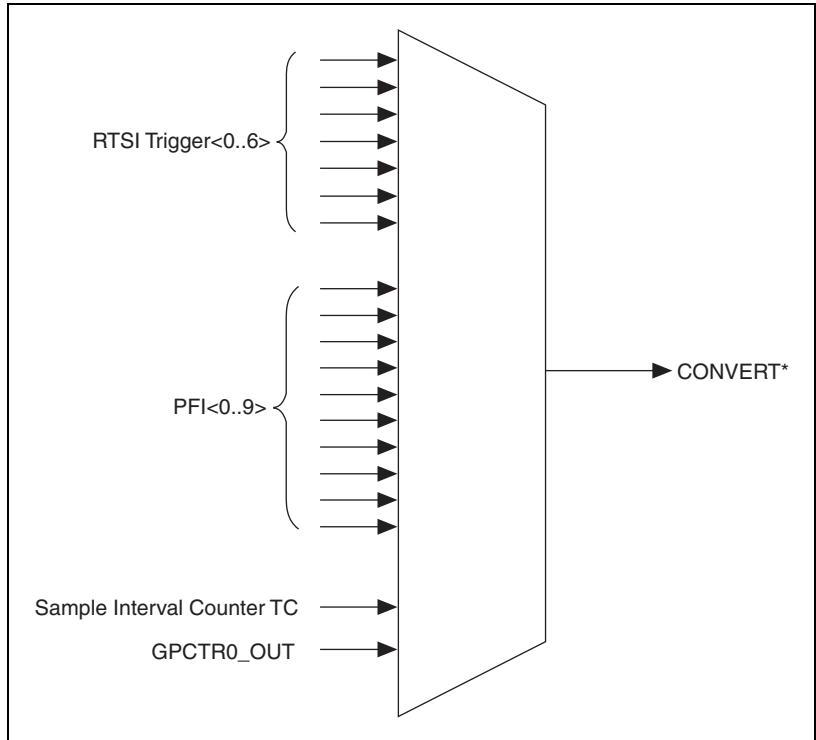 RTSI Trigger<0..6>
PFI<0..9>
CONVERT*
Sample Interval Counter TC
GPCTR0_OUT